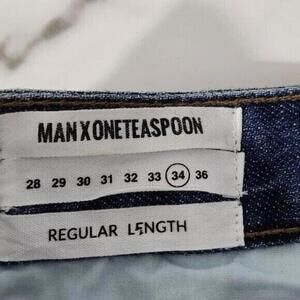 MANXONETEASPOON
28 29 30 31 32 33 34 36
REGULAR LENGTH